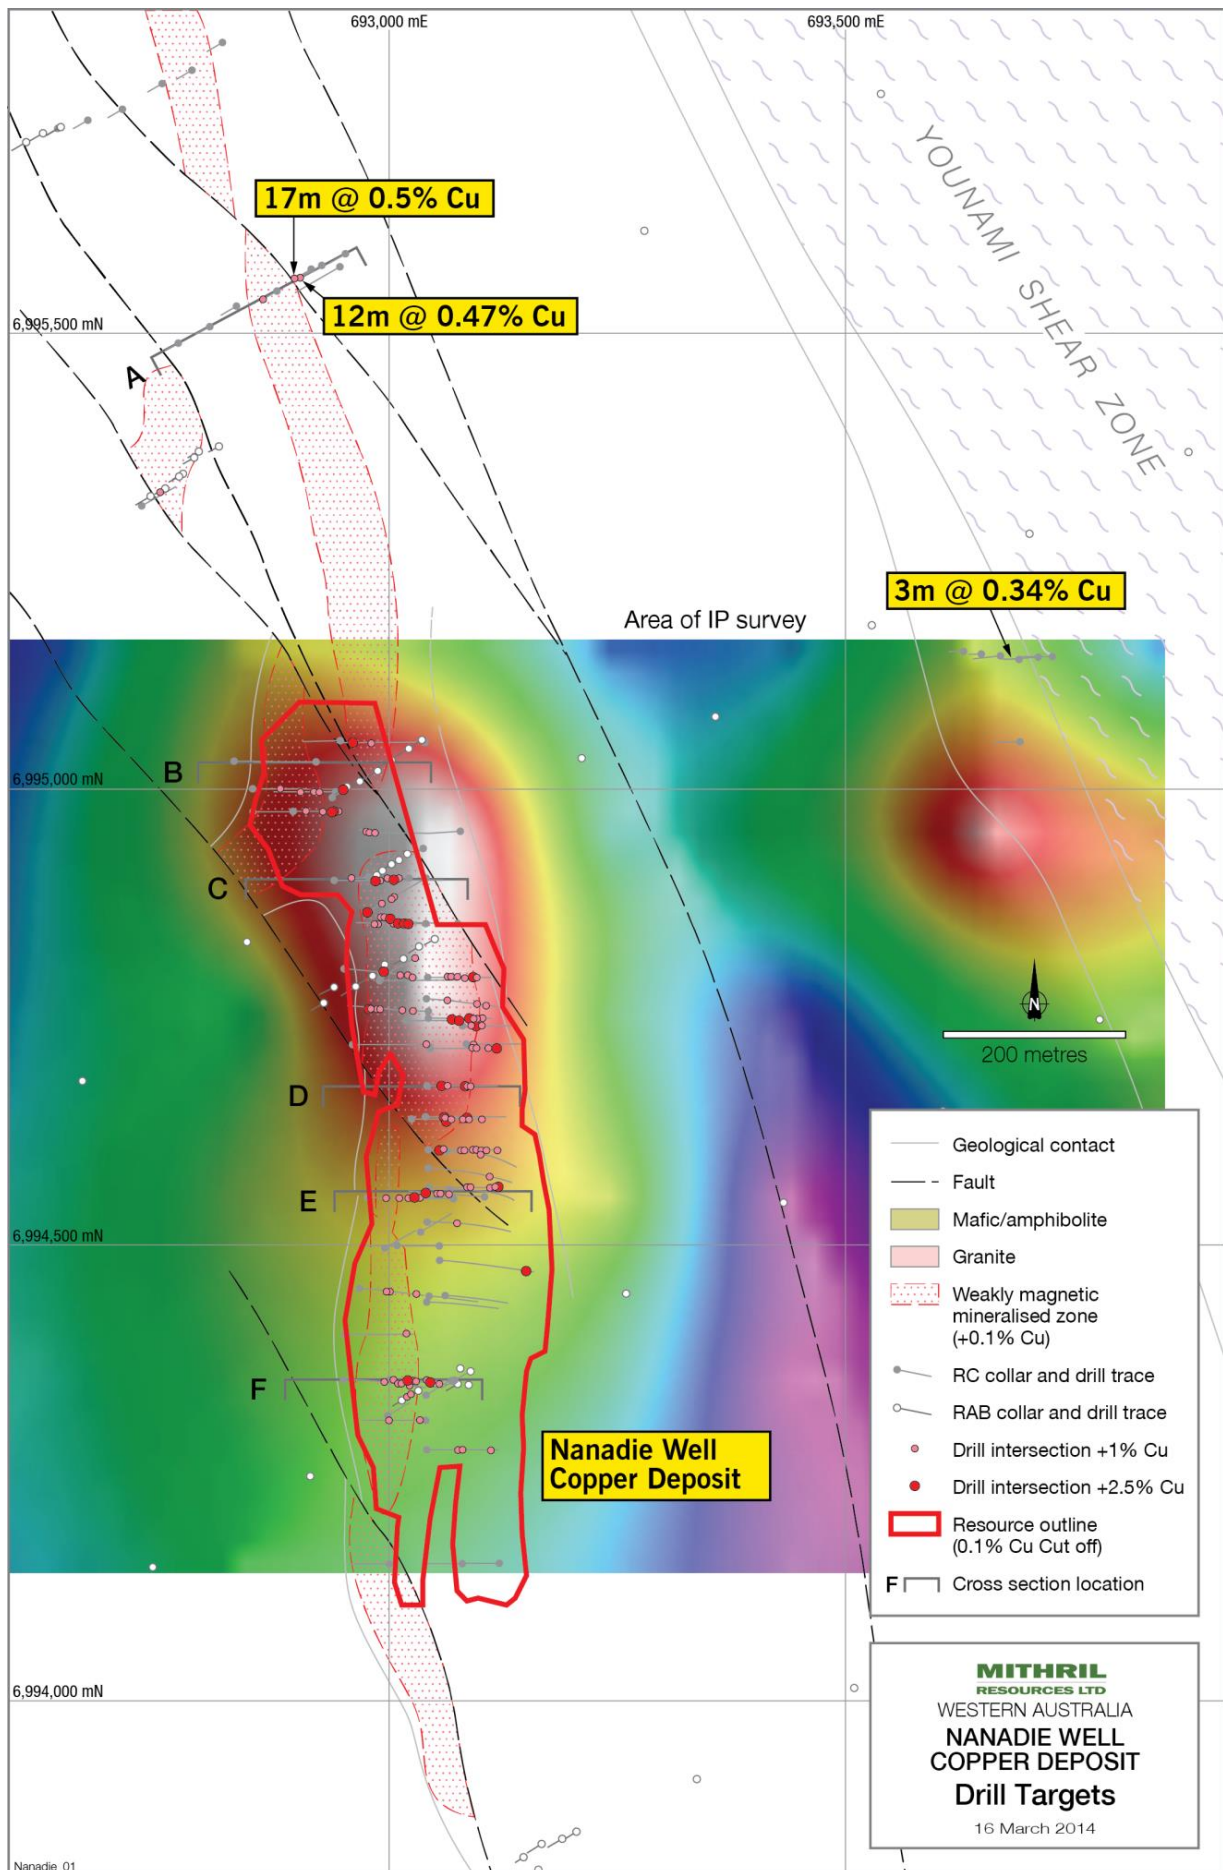 693,000 mE
693,500 mE
YOUNAMI SHEAR ZONE
17m @ 0.5% Cu
12m @ 0.47% Cu
6,995,500 mN
A
3m @ 0.34% Cu
Area of IP survey
B
6,995,000 mN
C
N
200 metres
D
E
6,994,500 mN
F
Nanadie Well
Copper Deposit
Geological contact
Fault
Mafic/amphibolite
Granite
Weakly magnetic
mineralised zone
(+0.1% Cu)
RC collar and drill trace
RAB collar and drill trace
Drill intersection +1% Cu
Drill intersection +2.5% Cu
Resource outline
(0.1% Cu Cut off)
F Cross section location
6,994,000 mN
MITHRIL
RESOURCES LTD
WESTERN AUSTRALIA
NANADIE WELL
COPPER DEPOSIT
Drill Targets
16 March 2014
Nanadie_01